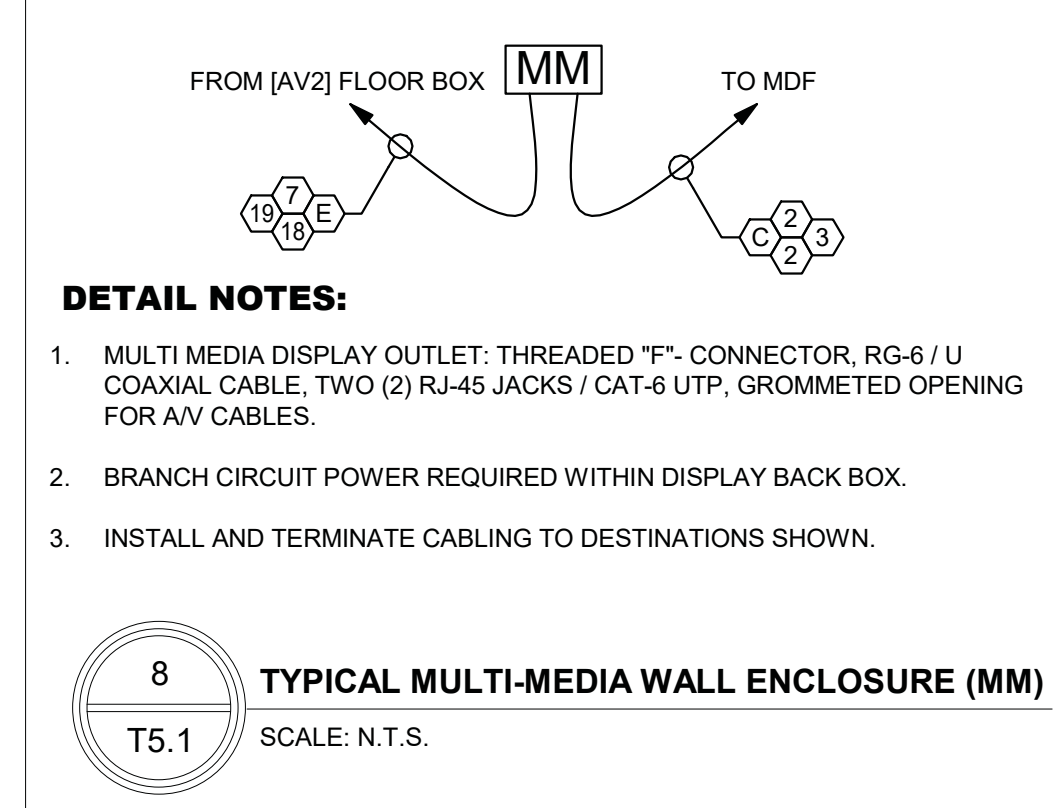 MM
FROM [AV2] FLOOR BOX
TO MDF
7
19
E
18
2
C
3
2
DETAIL NOTES:
1. MULTI MEDIA DISPLAY OUTLET: THREADED "F"- CONNECTOR, RG-6 / U
COAXIAL CABLE, TWO (2) RJ-45 JACKS / CAT-6 UTP, GROMMETED OPENING
FOR A/V CABLES.
2. BRANCH CIRCUIT POWER REQUIRED WITHIN DISPLAY BACK BOX.
3. INSTALL AND TERMINATE CABLING TO DESTINATIONS SHOWN.
8
T5.1
TYPICAL MULTI-MEDIA WALL ENCLOSURE (MM)
SCALE: N.T.S.